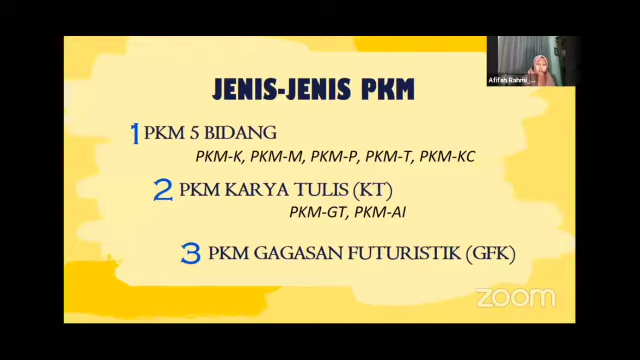 Afifah Rahmi_...
JENIS-JENIS PKM
1 PKM 5 BIDANG
PKM-K, PKM-M, PKM-P, PKM-T, PKM-KC
2 PKM KARYA TULIS (KT)
PKM-GT, PKM-AI
3 PKM GAGASAN FUTURISTIK (GFK)
zoom